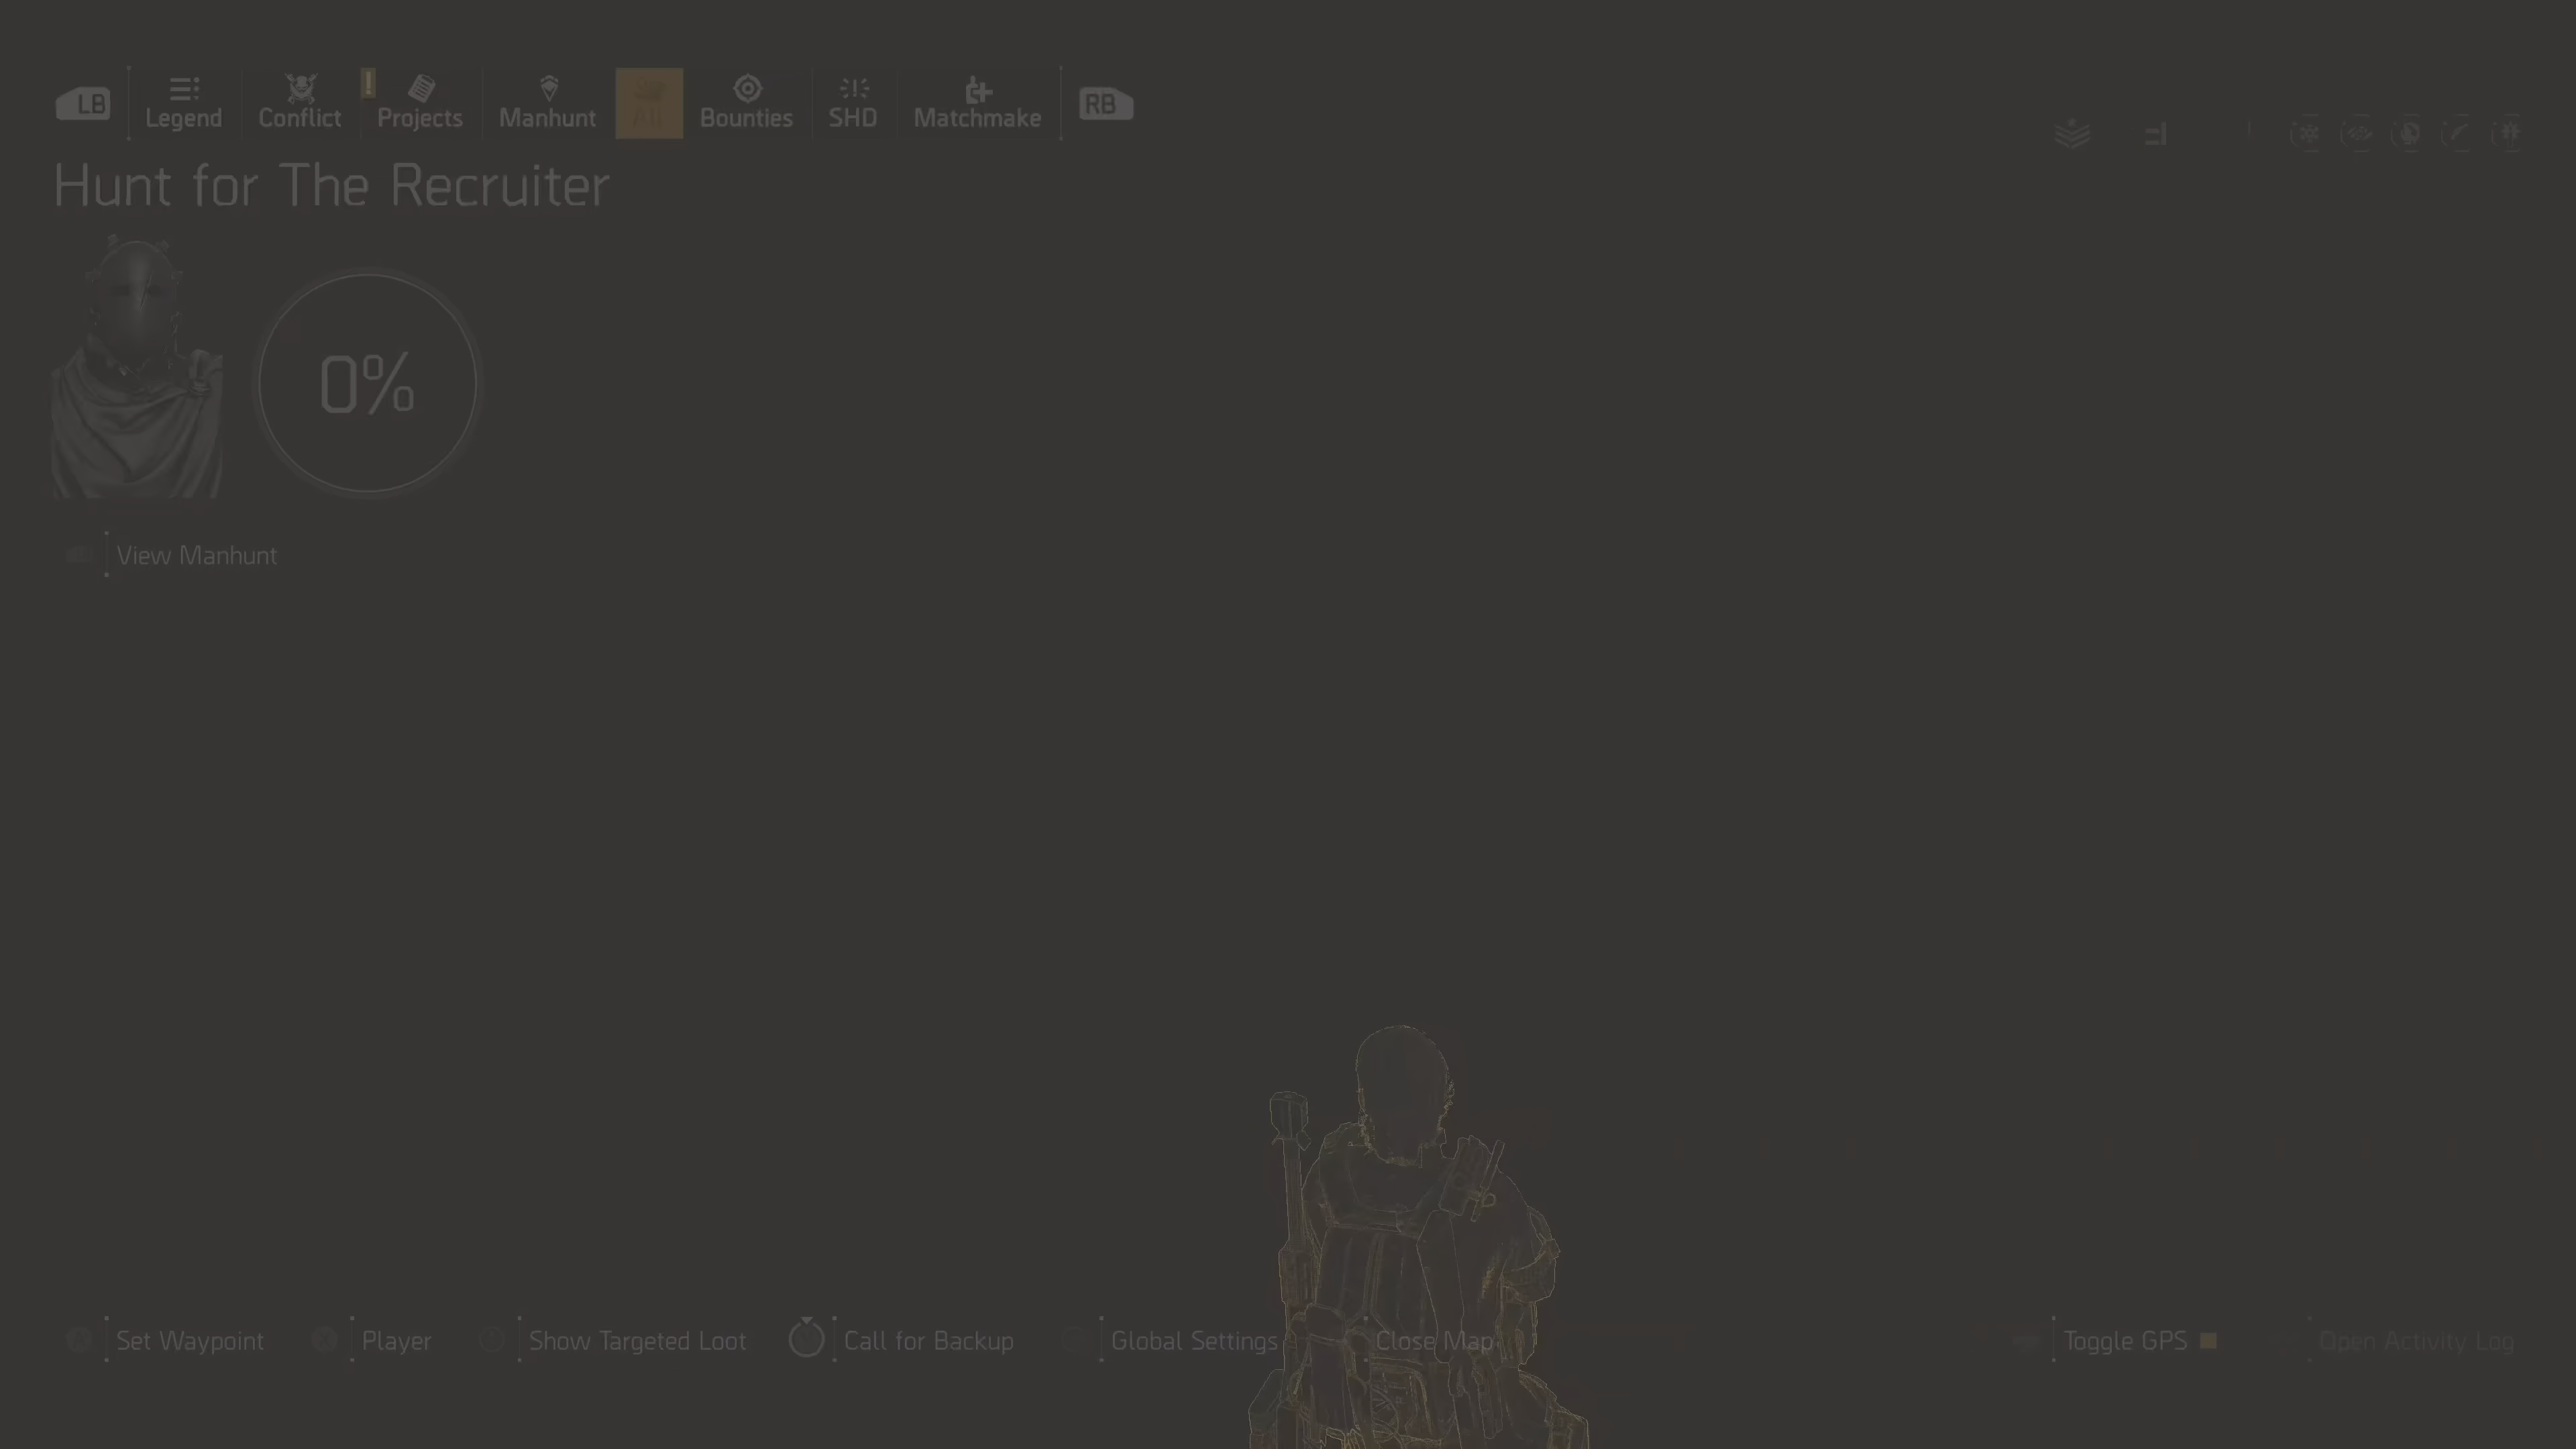 LB
Legend
Conflict
Projects
Manhunt
All
Bounties
SHD
Matchmake
RB
Hunt for The Recruiter
0%
View Manhunt
Set Waypoint
Player
Show Targeted Loot
Call for Backup
Global Settings
Close Map
Toggle GPS
Open Activity Log